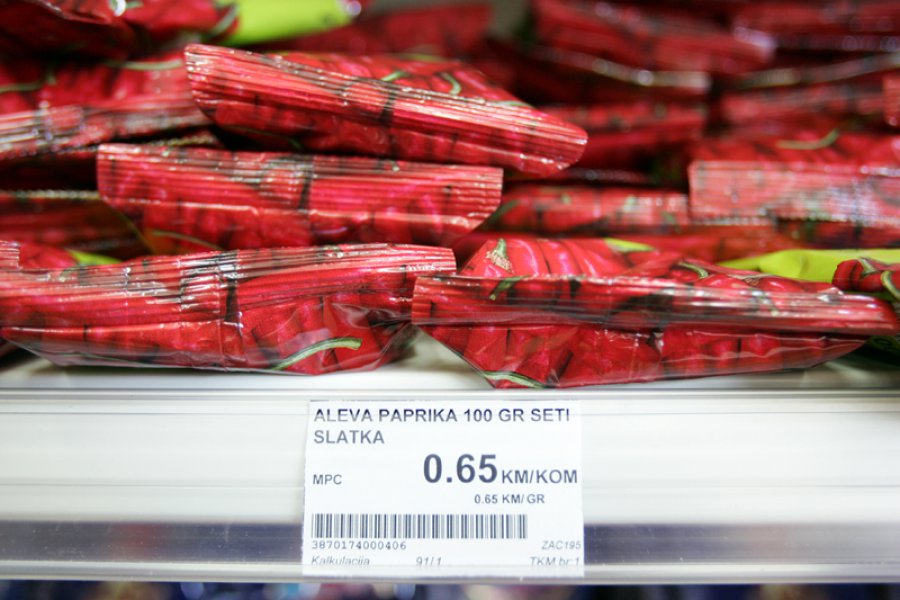 ALEVA PAPRIKA 100 GR SETI
SLATKA
MPC 0.65 KM/KOM
0.65 KM/ GR
3870174000406 ZAC195
Kalkulacija 91/1 TKM br:1